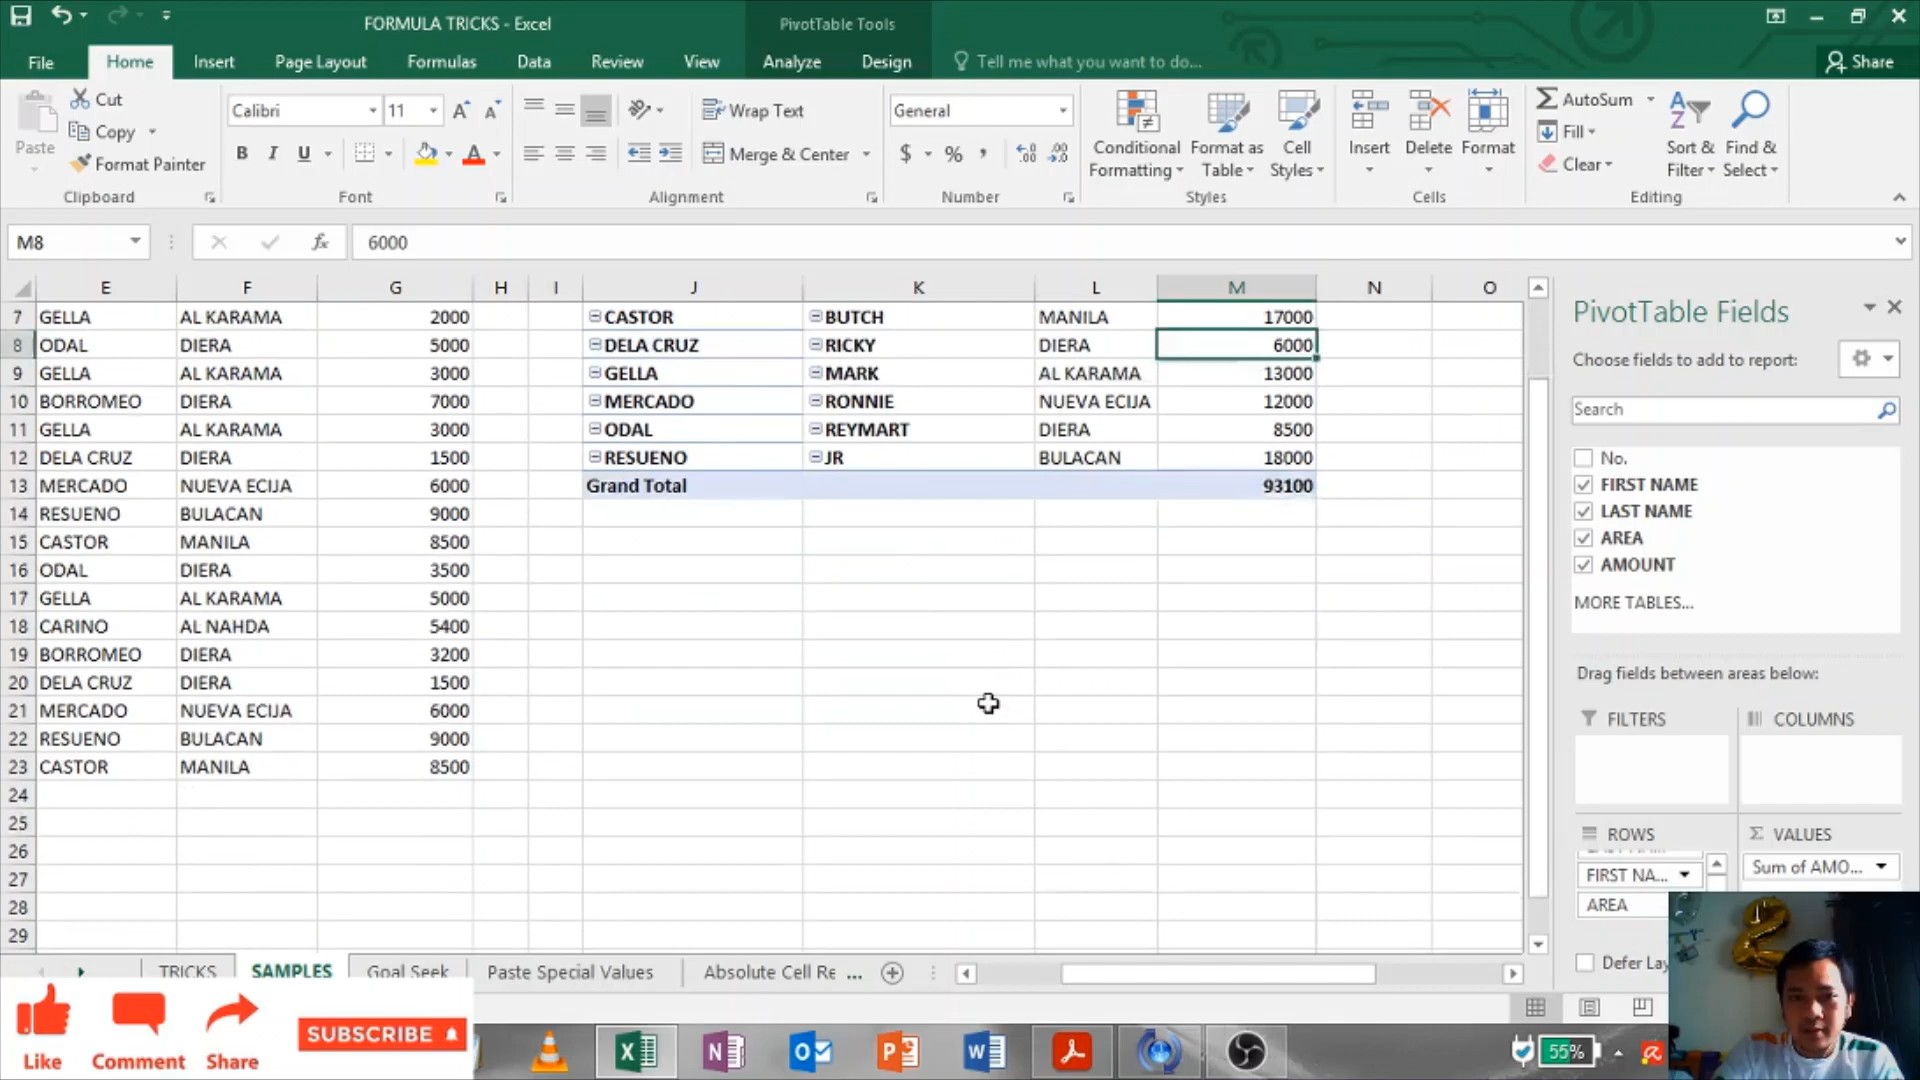 FORMULA TRICKS - Excel
PivotTable Tools
File
Home
Insert
Page Layout
Formulas
Data
Review
View
Analyze
Design
Tell me what you want to do...
Share
Paste
Cut
Copy
Format Painter
Clipboard
Calibri
11
B I U
Font
Wrap Text
Merge & Center
Alignment
General
$ % ,
Number
Conditional Formatting
Format as Table
Cell Styles
Styles
Insert
Delete
Format
Cells
AutoSum
Fill
Clear
Sort & Filter
Find & Select
Editing
M8
fx
6000
E F G H I J K L M N O
7 GELLA AL KARAMA 2000 CASTOR BUTCH MANILA 17000
8 ODAL DIERA 5000 DELA CRUZ RICKY DIERA 6000
9 GELLA AL KARAMA 3000 GELLA MARK AL KARAMA 13000
10 BORROMEO DIERA 7000 MERCADO RONNIE NUEVA ECIJA 12000
11 GELLA AL KARAMA 3000 ODAL REYMART DIERA 8500
12 DELA CRUZ DIERA 1500 RESUENO JR BULACAN 18000
13 MERCADO NUEVA ECIJA 6000 Grand Total 93100
14 RESUENO BULACAN 9000
15 CASTOR MANILA 8500
16 ODAL DIERA 3500
17 GELLA AL KARAMA 5000
18 CARINO AL NAHDA 5400
19 BORROMEO DIERA 3200
20 DELA CRUZ DIERA 1500
21 MERCADO NUEVA ECIJA 6000
22 RESUENO BULACAN 9000
23 CASTOR MANILA 8500
24
25
26
27
28
29
PivotTable Fields
Choose fields to add to report:
Search
No.
FIRST NAME
LAST NAME
AREA
AMOUNT
MORE TABLES...
Drag fields between areas below:
FILTERS
COLUMNS
ROWS
VALUES
FIRST NA...
Sum of AMO...
AREA
Defer Lay
TRICKS
SAMPLES
Goal Seek
Paste Special Values
Absolute Cell Re ...
Like
Comment
Share
SUBSCRIBE
55%